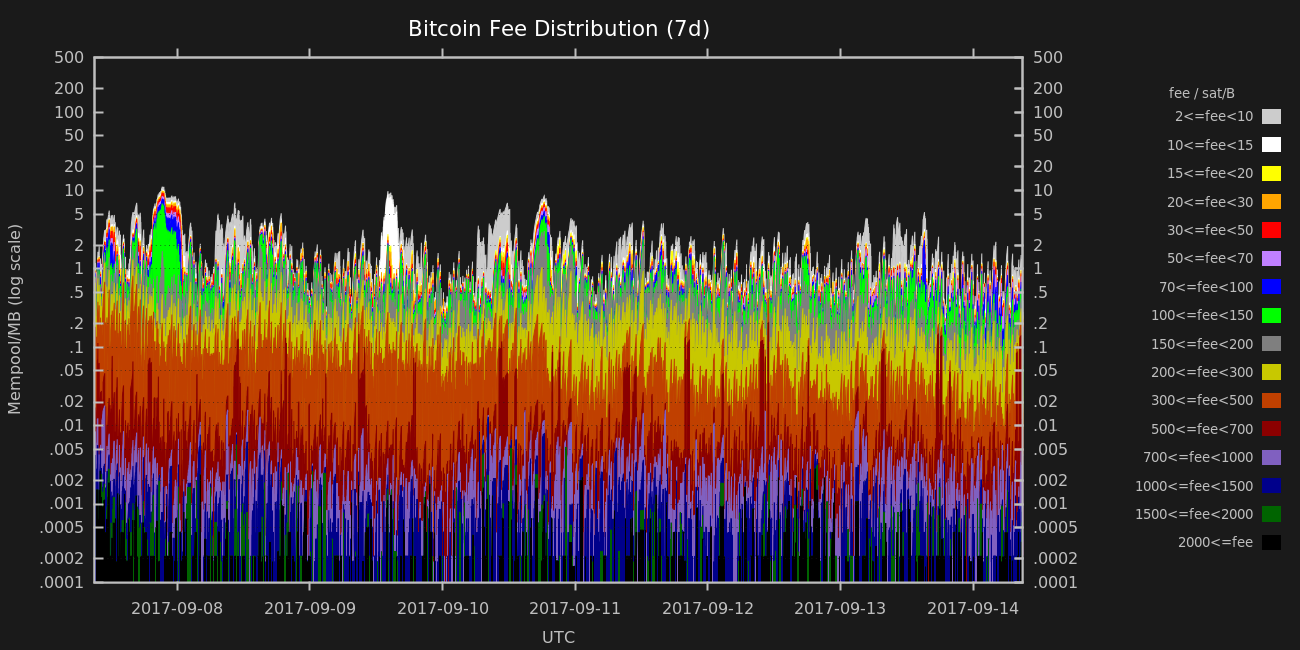 Bitcoin Fee Distribution (7d)
Mempool/MB (log scale)
500
200
100
50
20
10
5
2
1
.5
.2
.1
.05
.02
.01
.005
.002
.001
.0005
.0002
.0001
500
200
100
50
20
10
5
2
1
.5
.2
.1
.05
.02
.01
.005
.002
.001
.0005
.0002
.0001
2017-09-08 2017-09-09 2017-09-10 2017-09-11 2017-09-12 2017-09-13 2017-09-14
UTC
fee / sat/B
2<=fee<10
10<=fee<15
15<=fee<20
20<=fee<30
30<=fee<50
50<=fee<70
70<=fee<100
100<=fee<150
150<=fee<200
200<=fee<300
300<=fee<500
500<=fee<700
700<=fee<1000
1000<=fee<1500
1500<=fee<2000
2000<=fee